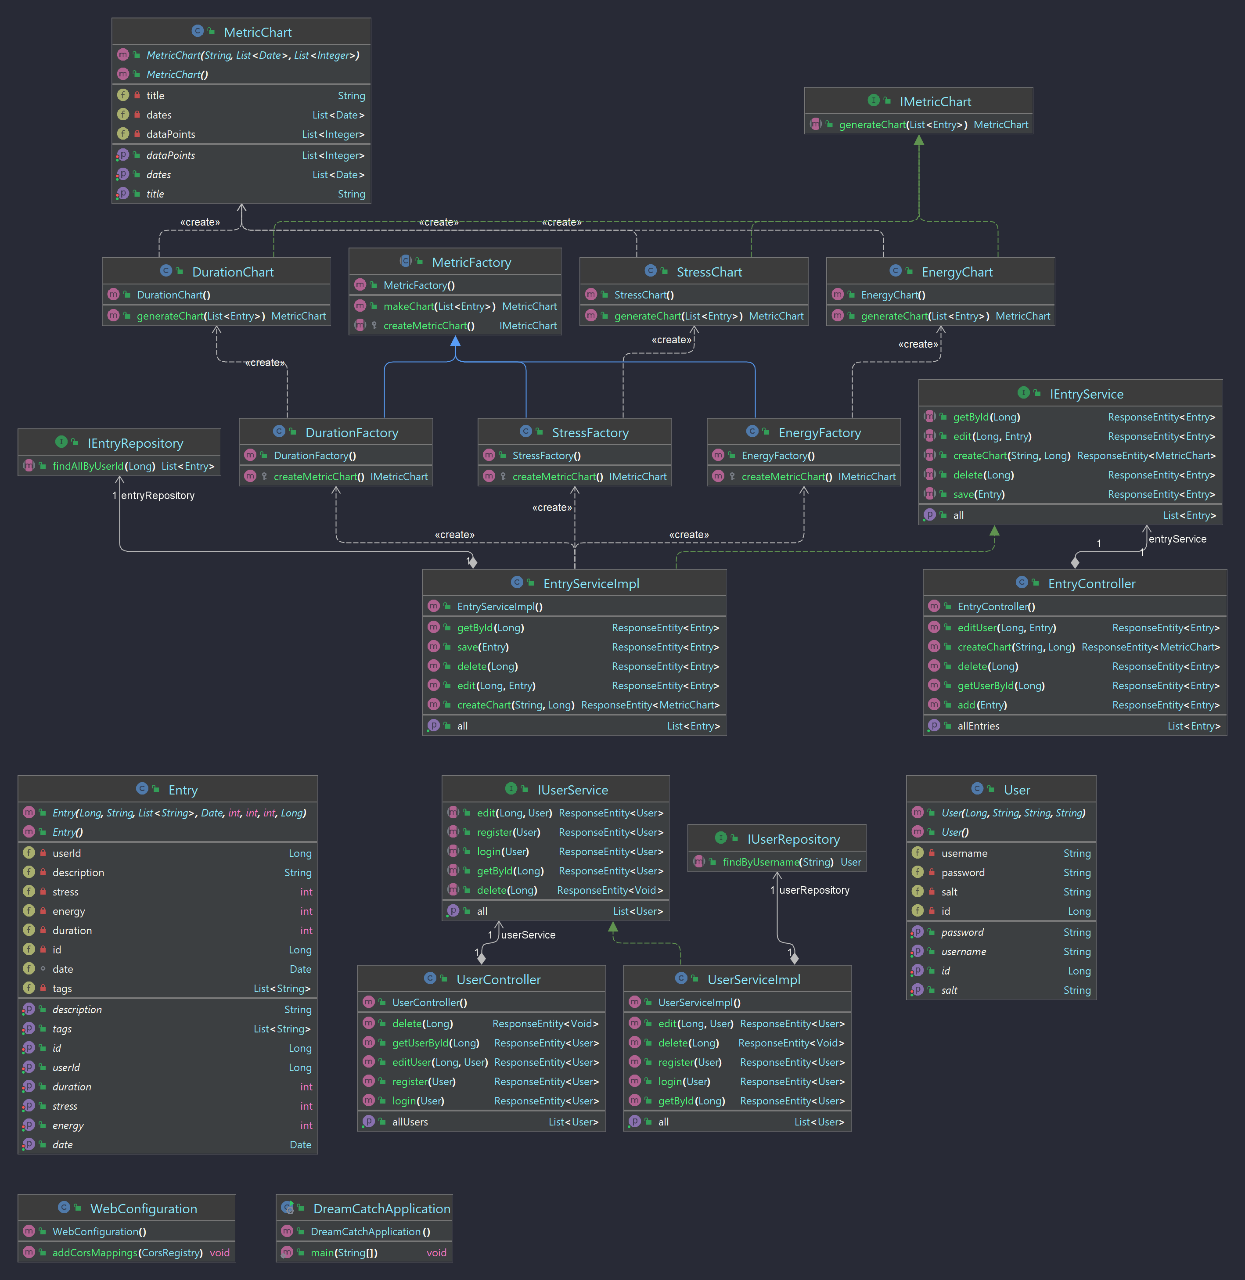 MetricChart
MetricChart(String, List<Date>, List<Integer>)
MetricChart()
title String
dates List<Date>
dataPoints List<Integer>
dataPoints List<Integer>
dates List<Date>
title String
IMetricChart
generateChart(List<Entry>) MetricChart
«create»
«create»
«create»
DurationChart
DurationChart()
generateChart(List<Entry>) MetricChart
MetricFactory
MetricFactory()
makeChart(List<Entry>) MetricChart
createMetricChart() IMetricChart
StressChart
StressChart()
generateChart(List<Entry>) MetricChart
EnergyChart
EnergyChart()
generateChart(List<Entry>) MetricChart
«create»
«create»
«create»
IEntryRepository
findAllByUserId(Long) List<Entry>
1 entryRepository
DurationFactory
DurationFactory()
createMetricChart() IMetricChart
StressFactory
StressFactory()
createMetricChart() IMetricChart
EnergyFactory
EnergyFactory()
createMetricChart() IMetricChart
IEntryService
getById(Long) ResponseEntity<Entry>
edit(Long, Entry) ResponseEntity<Entry>
createChart(String, Long) ResponseEntity<MetricChart>
delete(Long) ResponseEntity<Entry>
save(Entry) ResponseEntity<Entry>
all List<Entry>
«create»
«create»
«create»
1
1
1
entryService
EntryServiceImpl
EntryServiceImpl()
getById(Long) ResponseEntity<Entry>
save(Entry) ResponseEntity<Entry>
delete(Long) ResponseEntity<Entry>
edit(Long, Entry) ResponseEntity<Entry>
createChart(String, Long) ResponseEntity<MetricChart>
all List<Entry>
EntryController
EntryController()
editUser(Long, Entry) ResponseEntity<Entry>
createChart(String, Long) ResponseEntity<MetricChart>
delete(Long) ResponseEntity<Entry>
getUserById(Long) ResponseEntity<Entry>
add(Entry) ResponseEntity<Entry>
allEntries List<Entry>
Entry
Entry(Long, String, List<String>, Date, int, int, int, Long)
Entry()
userId Long
description String
stress int
energy int
duration int
id Long
date Date
tags List<String>
description String
tags List<String>
id Long
userId Long
duration int
stress int
energy int
date Date
IUserService
edit(Long, User) ResponseEntity<User>
register(User) ResponseEntity<User>
login(User) ResponseEntity<User>
getById(Long) ResponseEntity<User>
delete(Long) ResponseEntity<Void>
all List<User>
IUserRepository
findByUsername(String) User
1 userRepository
User
User(Long, String, String, String)
User()
username String
password String
salt String
id Long
password String
username String
id Long
salt String
1 userService
1
1
UserController
UserController()
delete(Long) ResponseEntity<Void>
getUserById(Long) ResponseEntity<User>
editUser(Long, User) ResponseEntity<User>
register(User) ResponseEntity<User>
login(User) ResponseEntity<User>
allUsers List<User>
UserServiceImpl
UserServiceImpl()
edit(Long, User) ResponseEntity<User>
delete(Long) ResponseEntity<Void>
register(User) ResponseEntity<User>
login(User) ResponseEntity<User>
getById(Long) ResponseEntity<User>
all List<User>
WebConfiguration
WebConfiguration()
addCorsMappings(CorsRegistry) void
DreamCatchApplication
DreamCatchApplication()
main(String[]) void